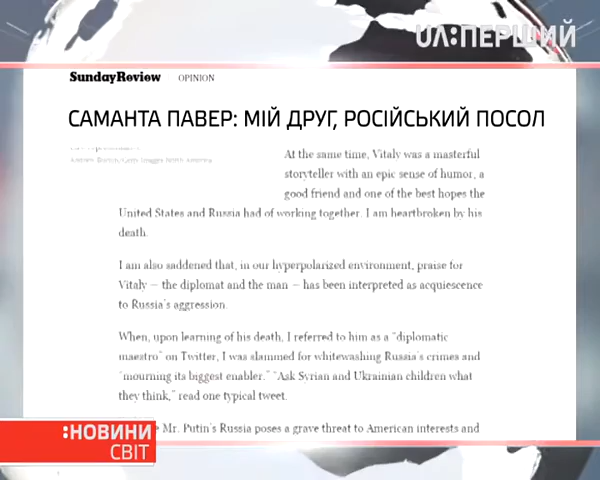 UA:ПЕРШИЙ
SundayReview OPINION
САМАНТА ПАВЕР: МІЙ ДРУГ, РОСІЙСЬКИЙ ПОСОЛ
At the same time, Vitaly was a masterful
storyteller with an epic sense of humor, a
good friend and one of the best hopes the
United States and Russia had of working together. I am heartbroken by his
death.
I am also saddened that, in our hyperpolarized environment, praise for
Vitaly — the diplomat and the man — has been interpreted as acquiescence
to Russia's aggression.
When, upon learning of his death, I referred to him as a "diplomatic
maestro" on Twitter, I was slammed for whitewashing Russia's crimes and
"mourning its biggest enabler." "Ask Syrian and Ukrainian children what
they think," read one typical tweet.
Mr. Putin's Russia poses a grave threat to American interests and
:НОВИНИ
СВІТ